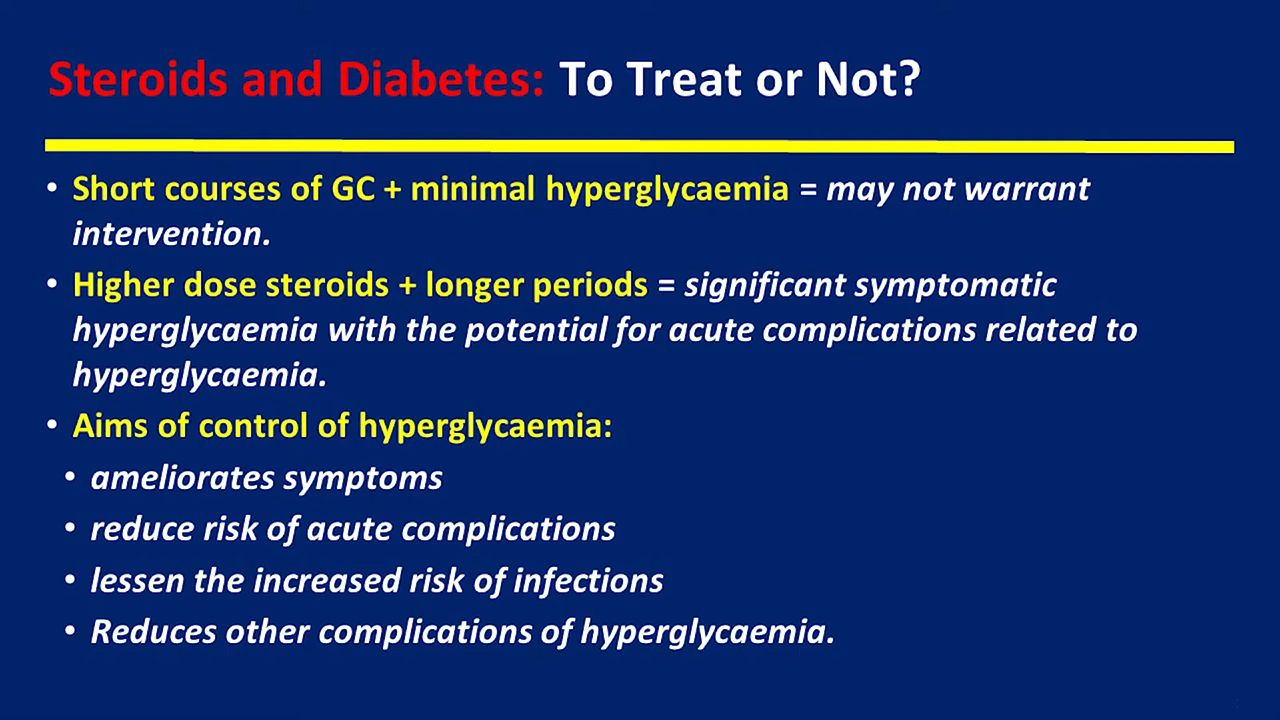 Steroids and Diabetes: To Treat or Not?
• Short courses of GC + minimal hyperglycaemia = may not warrant
intervention.
• Higher dose steroids + longer periods = significant symptomatic
hyperglycaemia with the potential for acute complications related to
hyperglycaemia.
• Aims of control of hyperglycaemia:
• ameliorates symptoms
• reduce risk of acute complications
• lessen the increased risk of infections
• Reduces other complications of hyperglycaemia.